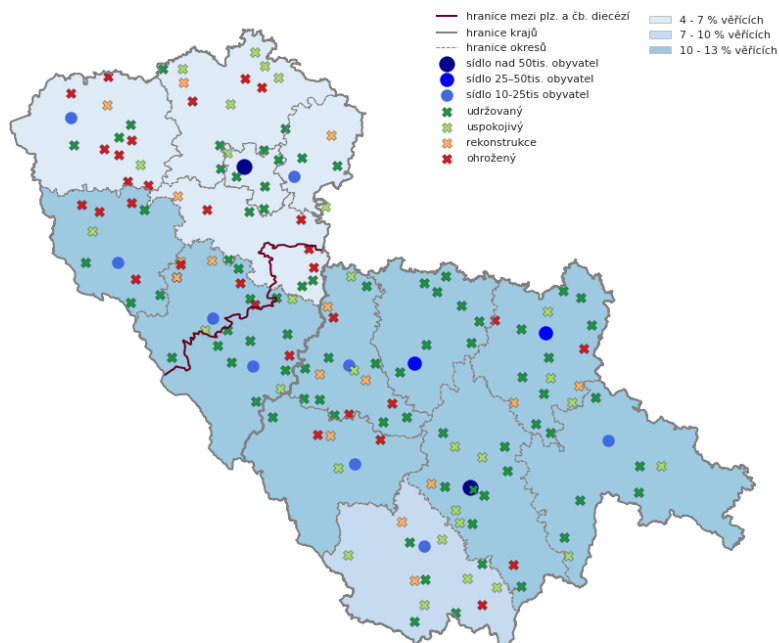 hranice mezi plz. a čb. diecézí
hranice krajů
hranice okresů
sídlo nad 50tis. obyvatel
sídlo 25–50tis. obyvatel
sídlo 10-25tis obyvatel
udržovaný
uspokojivý
rekonstrukce
ohrožený
4 - 7 % věřících
7 - 10 % věřících
10 - 13 % věřících